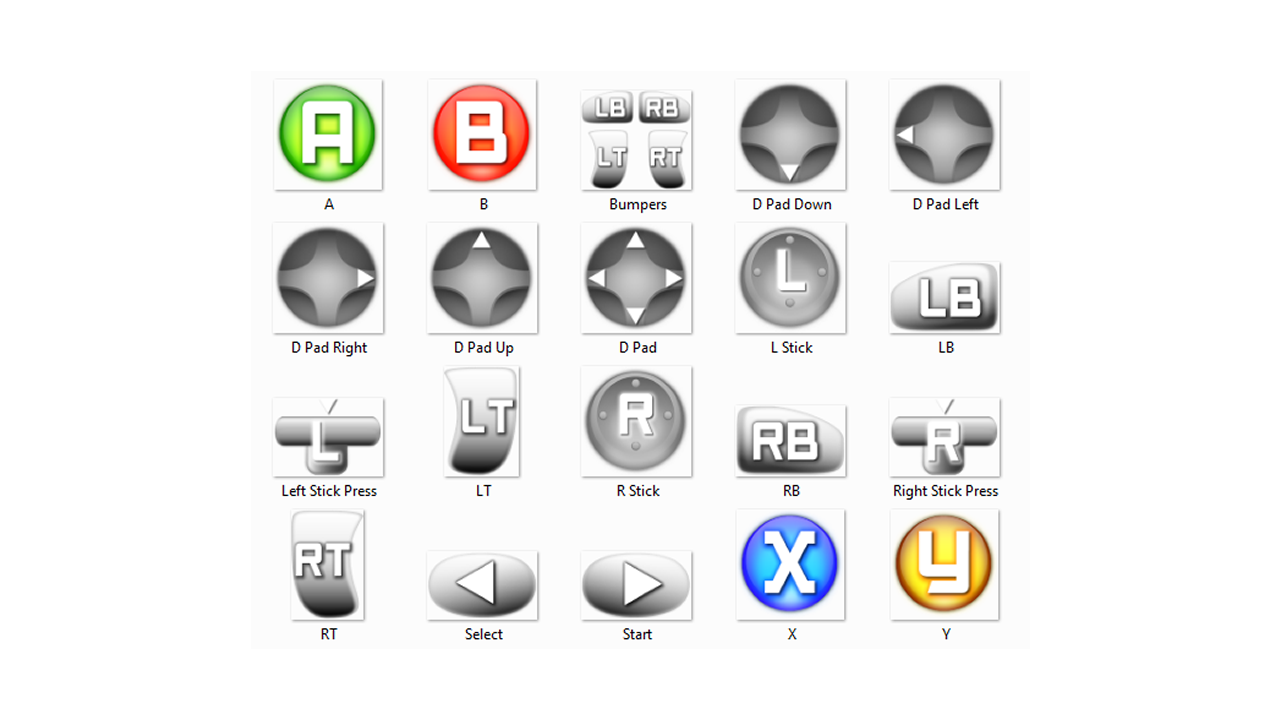 A
B
LB RB
LT RT
A
B
Bumpers
D Pad Down
D Pad Left
L
LB
D Pad Right
D Pad Up
D Pad
L Stick
LB
L
LT
R
RB
R
Left Stick Press
LT
R Stick
RB
Right Stick Press
RT
X
Y
RT
Select
Start
X
Y